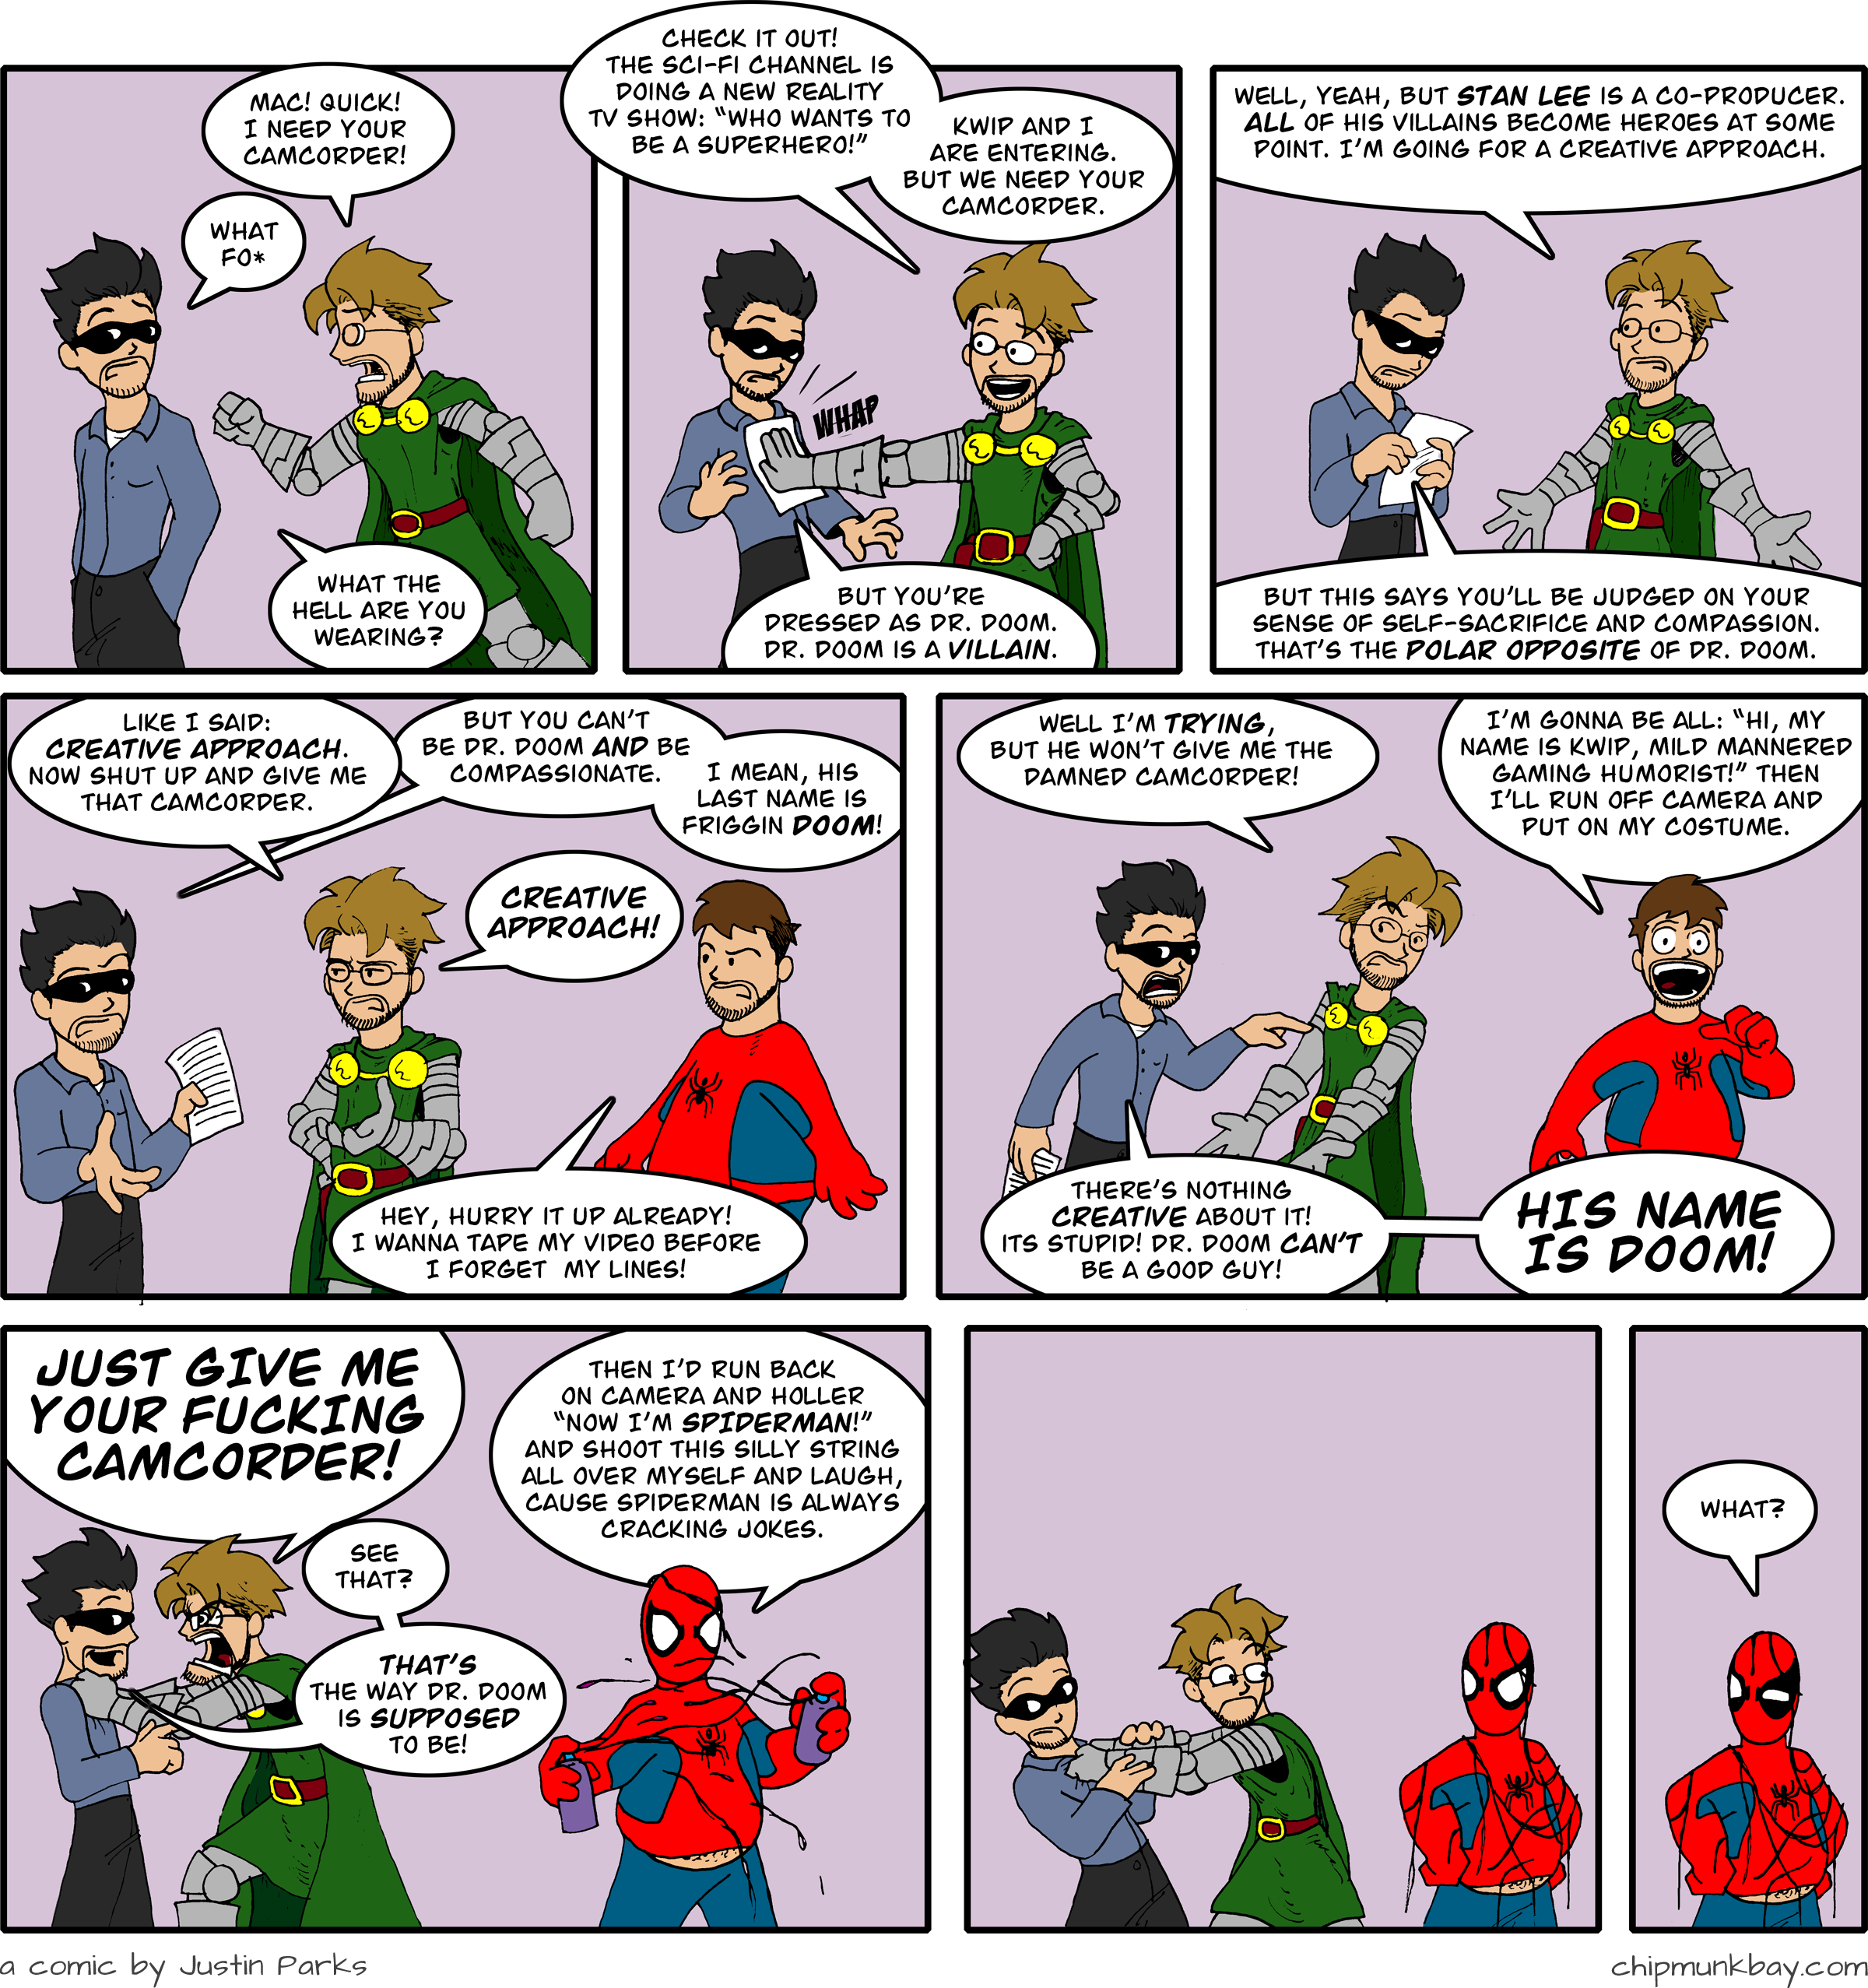 MAC! QUICK!
I NEED YOUR
CAMCORDER!
WHAT
FO*
WHAT THE
HELL ARE YOU
WEARING?
CHECK IT OUT!
THE SCI-FI CHANNEL IS
DOING A NEW REALITY
TV SHOW: "WHO WANTS TO
BE A SUPERHERO!"
KWIP AND I
ARE ENTERING.
BUT WE NEED YOUR
CAMCORDER.
WHAP
BUT YOU'RE
DRESSED AS DR. DOOM.
DR. DOOM IS A VILLAIN.
WELL, YEAH, BUT STAN LEE IS A CO-PRODUCER.
ALL OF HIS VILLAINS BECOME HEROES AT SOME
POINT. I'M GOING FOR A CREATIVE APPROACH.
BUT THIS SAYS YOU'LL BE JUDGED ON YOUR
SENSE OF SELF-SACRIFICE AND COMPASSION.
THAT'S THE POLAR OPPOSITE OF DR. DOOM.
LIKE I SAID:
CREATIVE APPROACH.
NOW SHUT UP AND GIVE ME
THAT CAMCORDER.
BUT YOU CAN'T
BE DR. DOOM AND BE
COMPASSIONATE.
I MEAN, HIS
LAST NAME IS
FRIGGIN DOOM!
CREATIVE
APPROACH!
HEY, HURRY IT UP ALREADY!
I WANNA TAPE MY VIDEO BEFORE
I FORGET MY LINES!
WELL I'M TRYING,
BUT HE WON'T GIVE ME THE
DAMNED CAMCORDER!
I'M GONNA BE ALL: "HI, MY
NAME IS KWIP, MILD MANNERED
GAMING HUMORIST!" THEN
I'LL RUN OFF CAMERA AND
PUT ON MY COSTUME.
THERE'S NOTHING
CREATIVE ABOUT IT!
ITS STUPID! DR. DOOM CAN'T
BE A GOOD GUY!
HIS NAME
IS DOOM!
JUST GIVE ME
YOUR FUCKING
CAMCORDER!
SEE
THAT?
THAT'S
THE WAY DR. DOOM
IS SUPPOSED
TO BE!
THEN I'D RUN BACK
ON CAMERA AND HOLLER
"NOW I'M SPIDERMAN!"
AND SHOOT THIS SILLY STRING
ALL OVER MYSELF AND LAUGH,
CAUSE SPIDERMAN IS ALWAYS
CRACKING JOKES.
WHAT?
a comic by Justin Parks
chipmunkbay.com